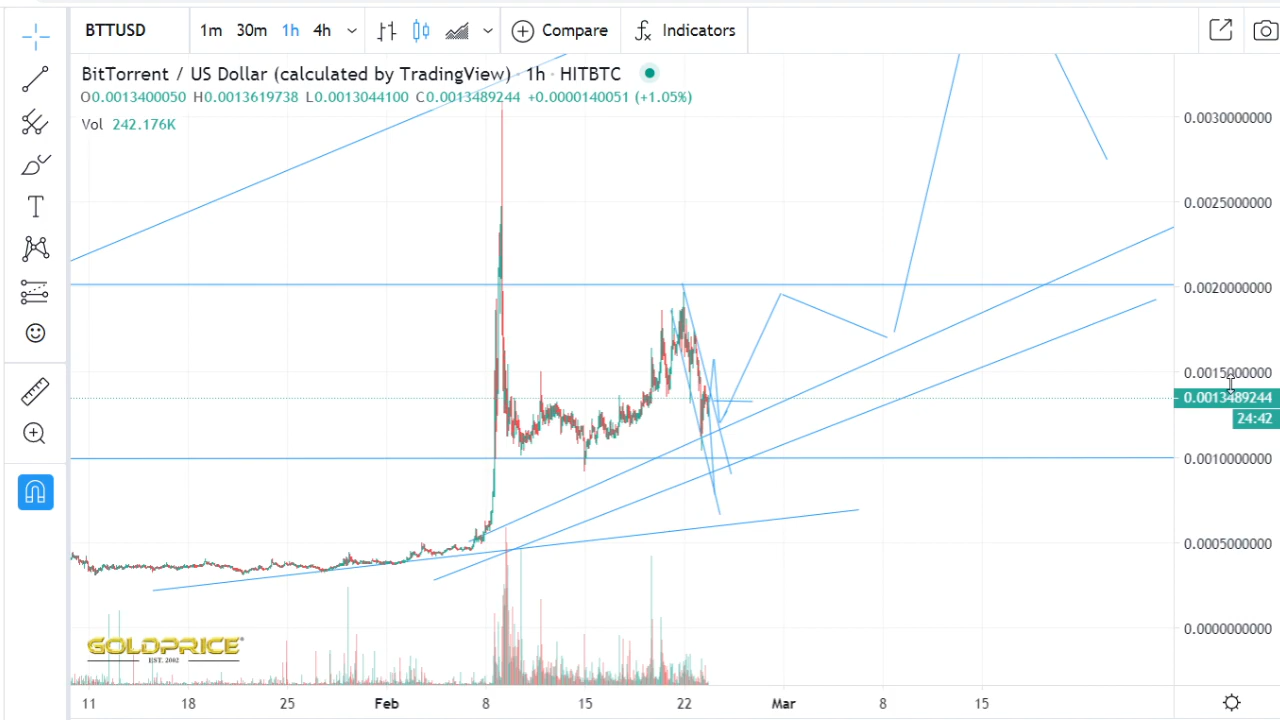 BTTUSD 1m 30m 1h 4h Compare Indicators
BitTorrent / US Dollar (calculated by TradingView) · 1h · HITBTC
O0.0013400050 H0.0013619738 L0.0013044100 C0.0013489244 +0.0000140051 (+1.05%)
Vol 242.176K
0.0030000000
0.0025000000
0.0020000000
0.0015000000
0.0013489244
24:42
0.0010000000
0.0005000000
0.0000000000
GOLDPRICE®
EST. 2002
11 18 25 Feb 8 15 22 Mar 8 15